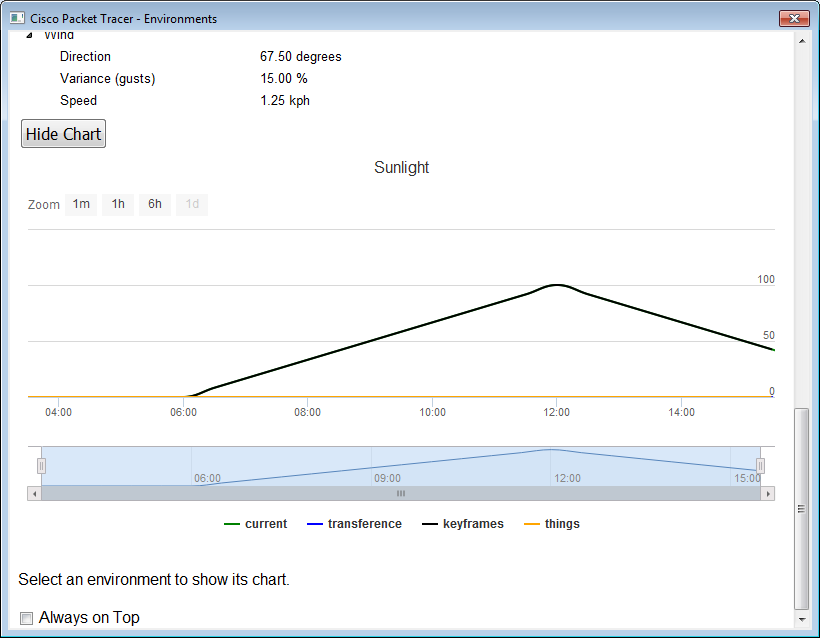 Cisco Packet Tracer - Environments
Wind
Direction 67.50 degrees
Variance (gusts) 15.00 %
Speed 1.25 kph
Hide Chart
Sunlight
Zoom 1m 1h 6h 1d
100
50
0
04:00 06:00 08:00 10:00 12:00 14:00
06:00 09:00 12:00 15:00
current transference keyframes things
Select an environment to show its chart.
Always on Top